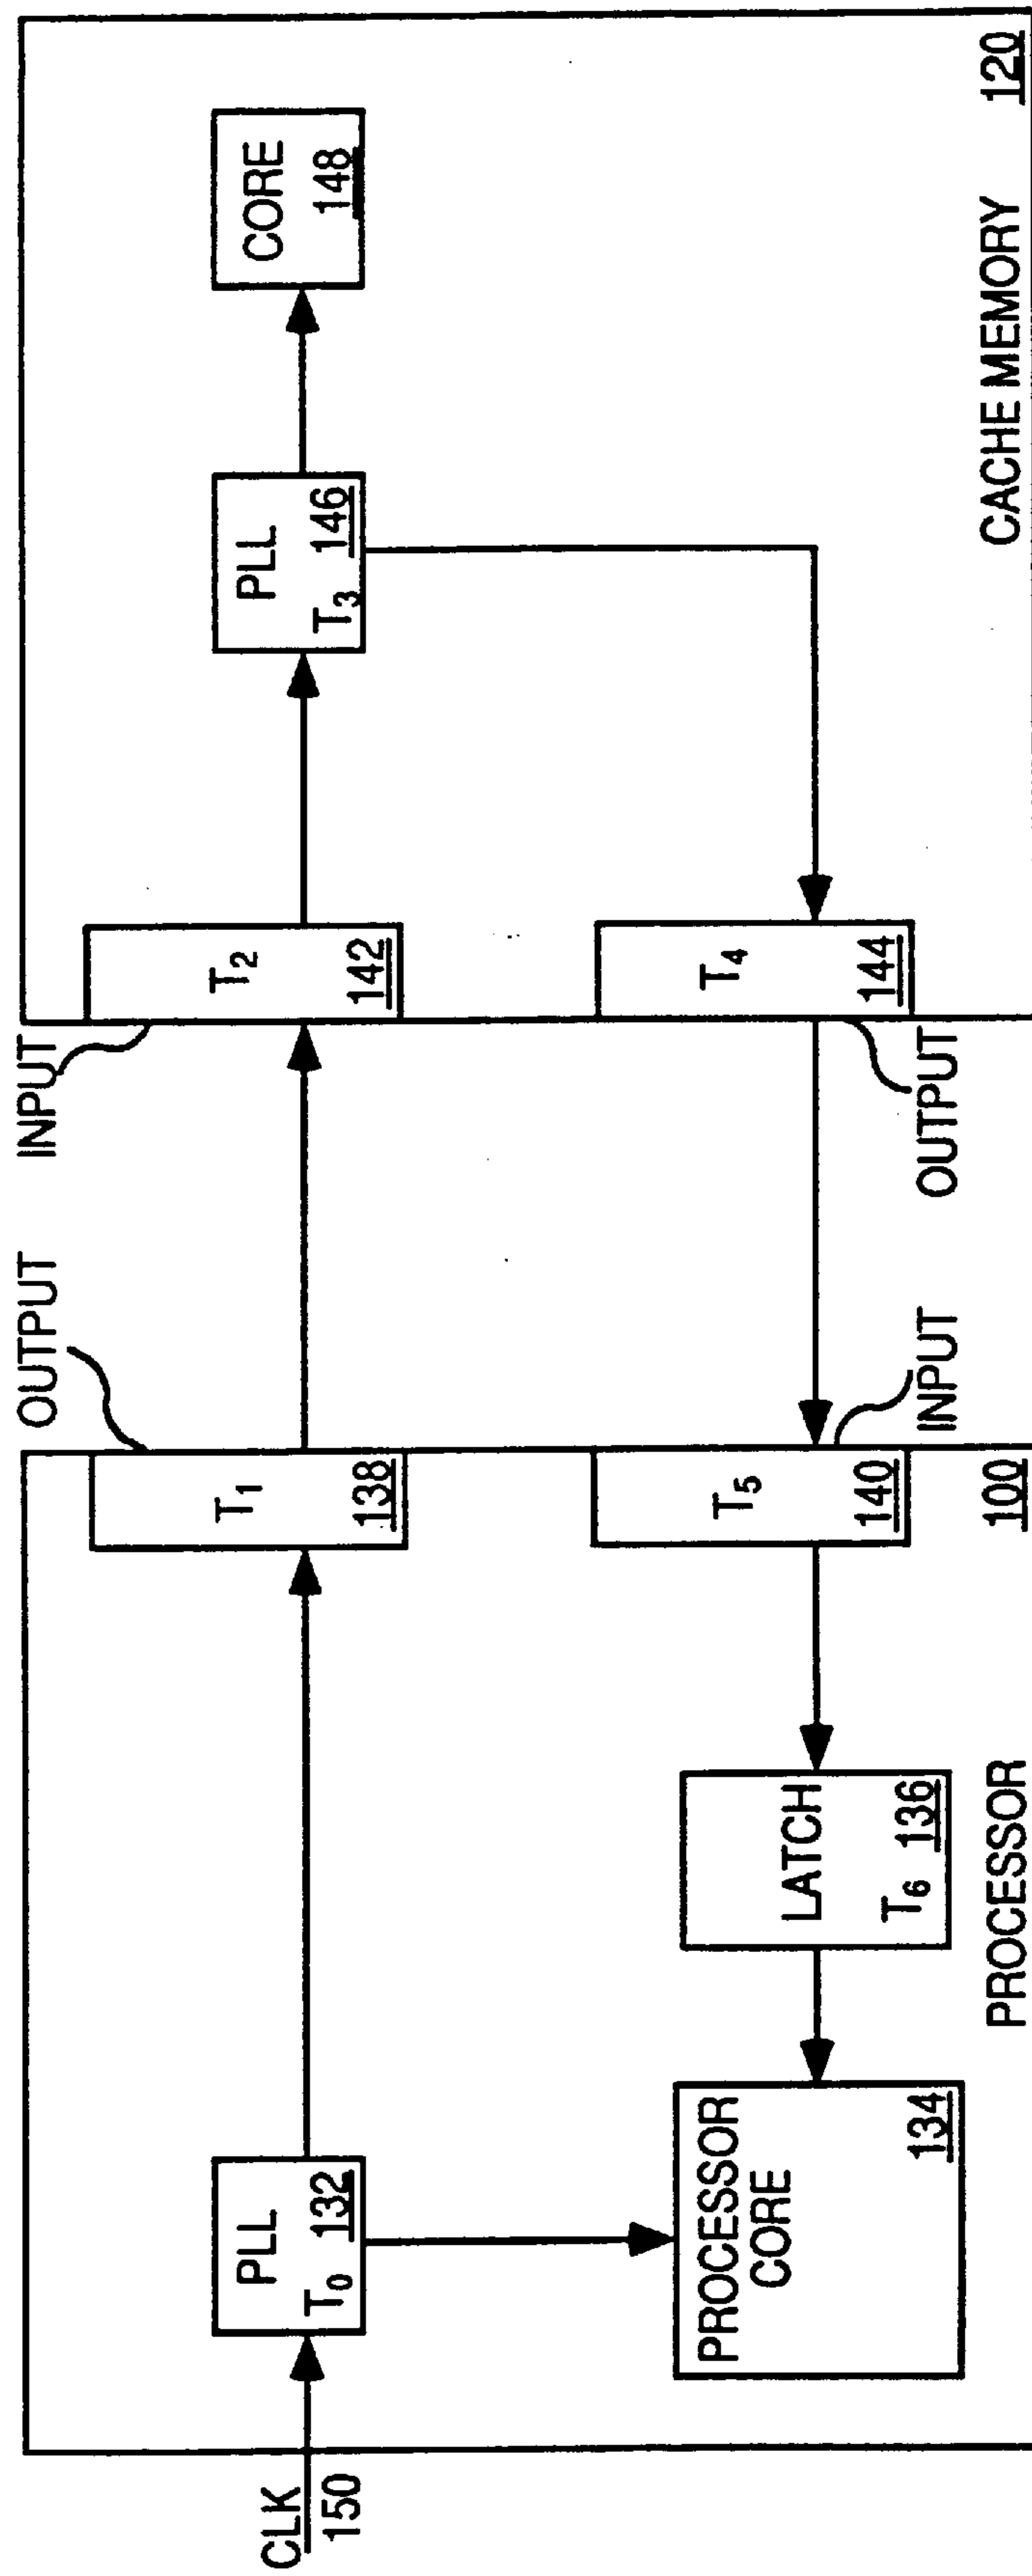 OUTPUT
INPUT
CLK
150
PLL
T0 132
T1
138
T2
142
PLL
T3 146
CORE
148
PROCESSOR
CORE
134
LATCH
T6 136
T5
140
T4
144
INPUT
OUTPUT
PROCESSOR
100
CACHE MEMORY
120